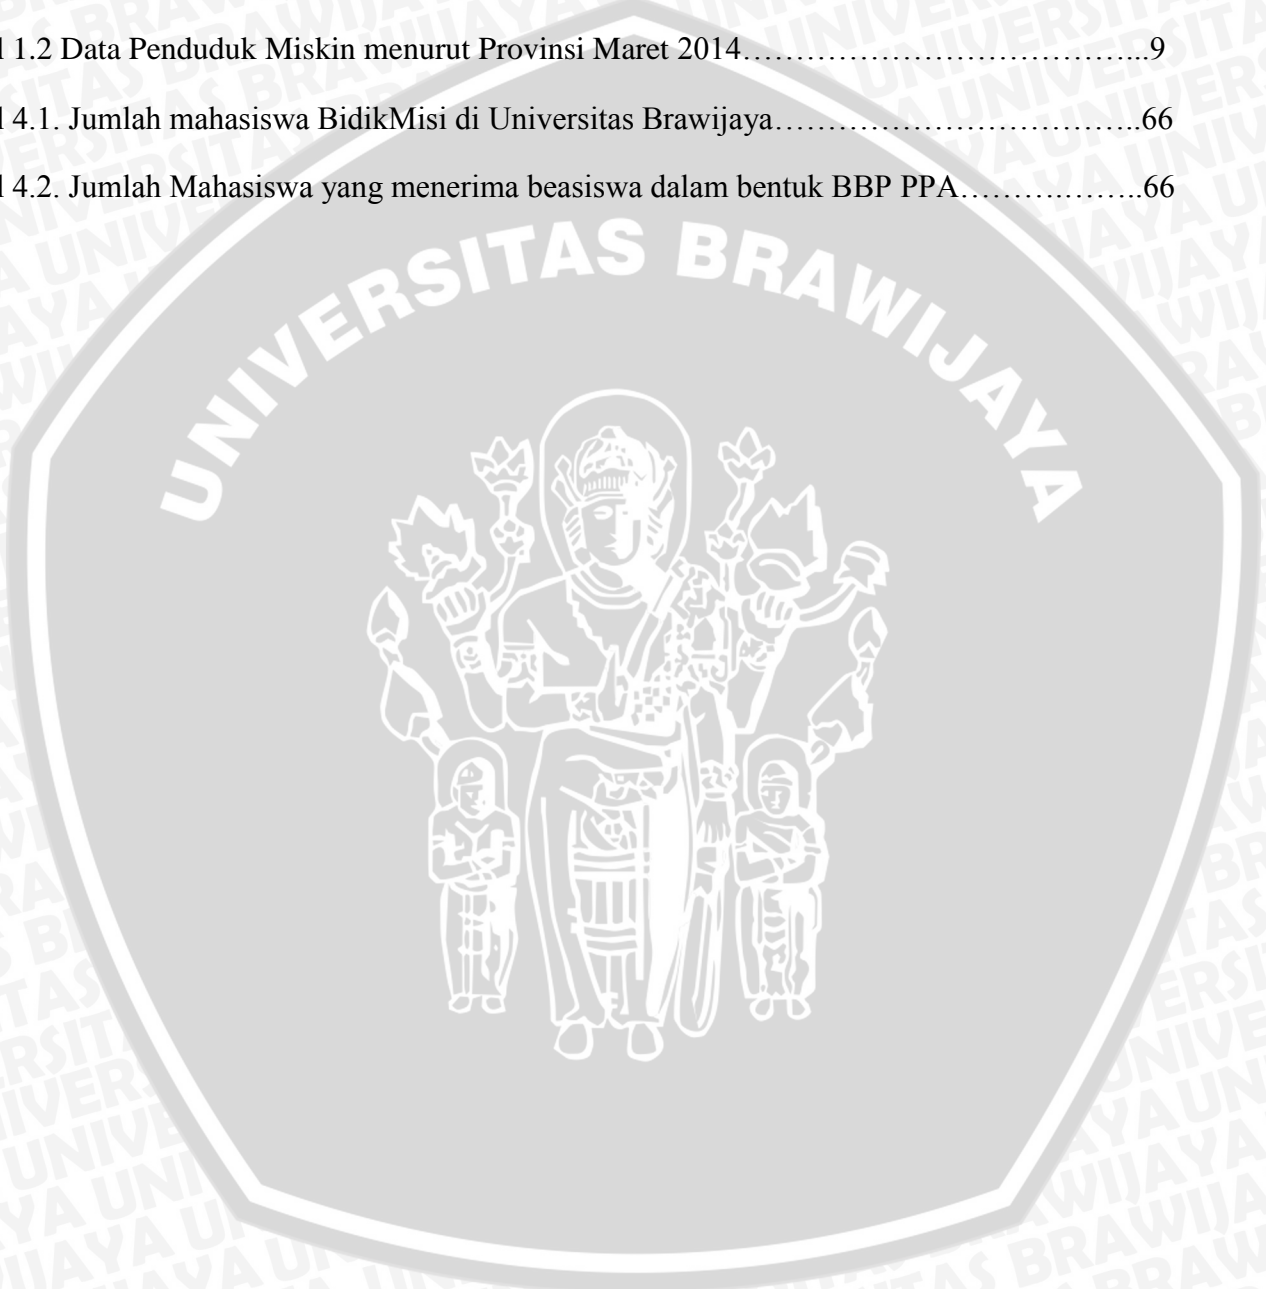 l 1.2 Data Penduduk Miskin menurut Provinsi Maret 2014…………………………………...9
l 4.1. Jumlah mahasiswa BidikMisi di Universitas Brawijaya……………………………..66
l 4.2. Jumlah Mahasiswa yang menerima beasiswa dalam bentuk BBP PPA……….……..66
UNIVERSITAS BRAWIJAYA